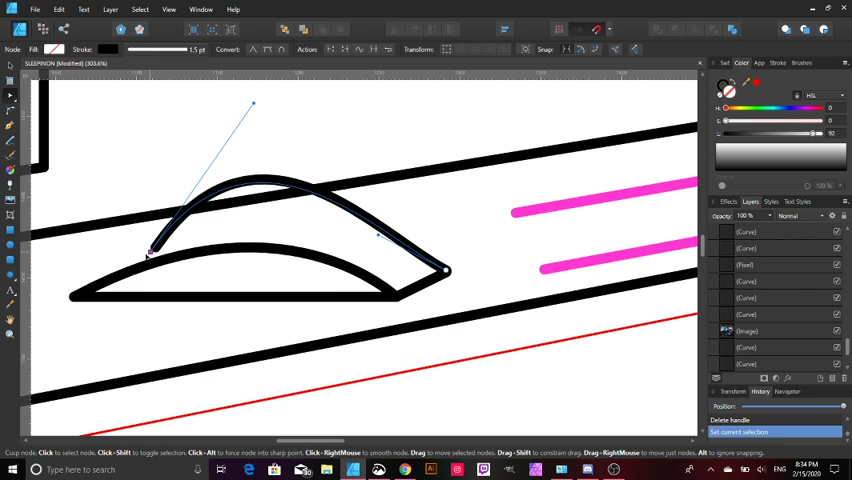 File Edit Text Layer Select View Window Help
Node Fill: Stroke: 1.5 pt Convert: Action: Transform: Snap:
SLEEPINON [Modified] (303.6%)
Set Color App Stroke Brushes
HSL
H: 0
S: 0
L: 92
100 %
Effects Layers Styles Text Styles
Opacity: 100 % Normal
(Curve)
(Curve)
(Pixel)
(Curve)
(Curve)
(Curve)
(Image)
(Curve)
(Curve)
Transform History Navigator
Position:
Delete handle
Set current selection
Cusp node. Click to select node. Click+Shift to toggle selection. Click+Alt to force node into sharp point. Click+RightMouse to smooth node. Drag to move selected nodes. Drag+Shift to constrain drag. Drag+RightMouse, Alt to ignore snapping.
Type here to search
8:34 PM
2/15/2020